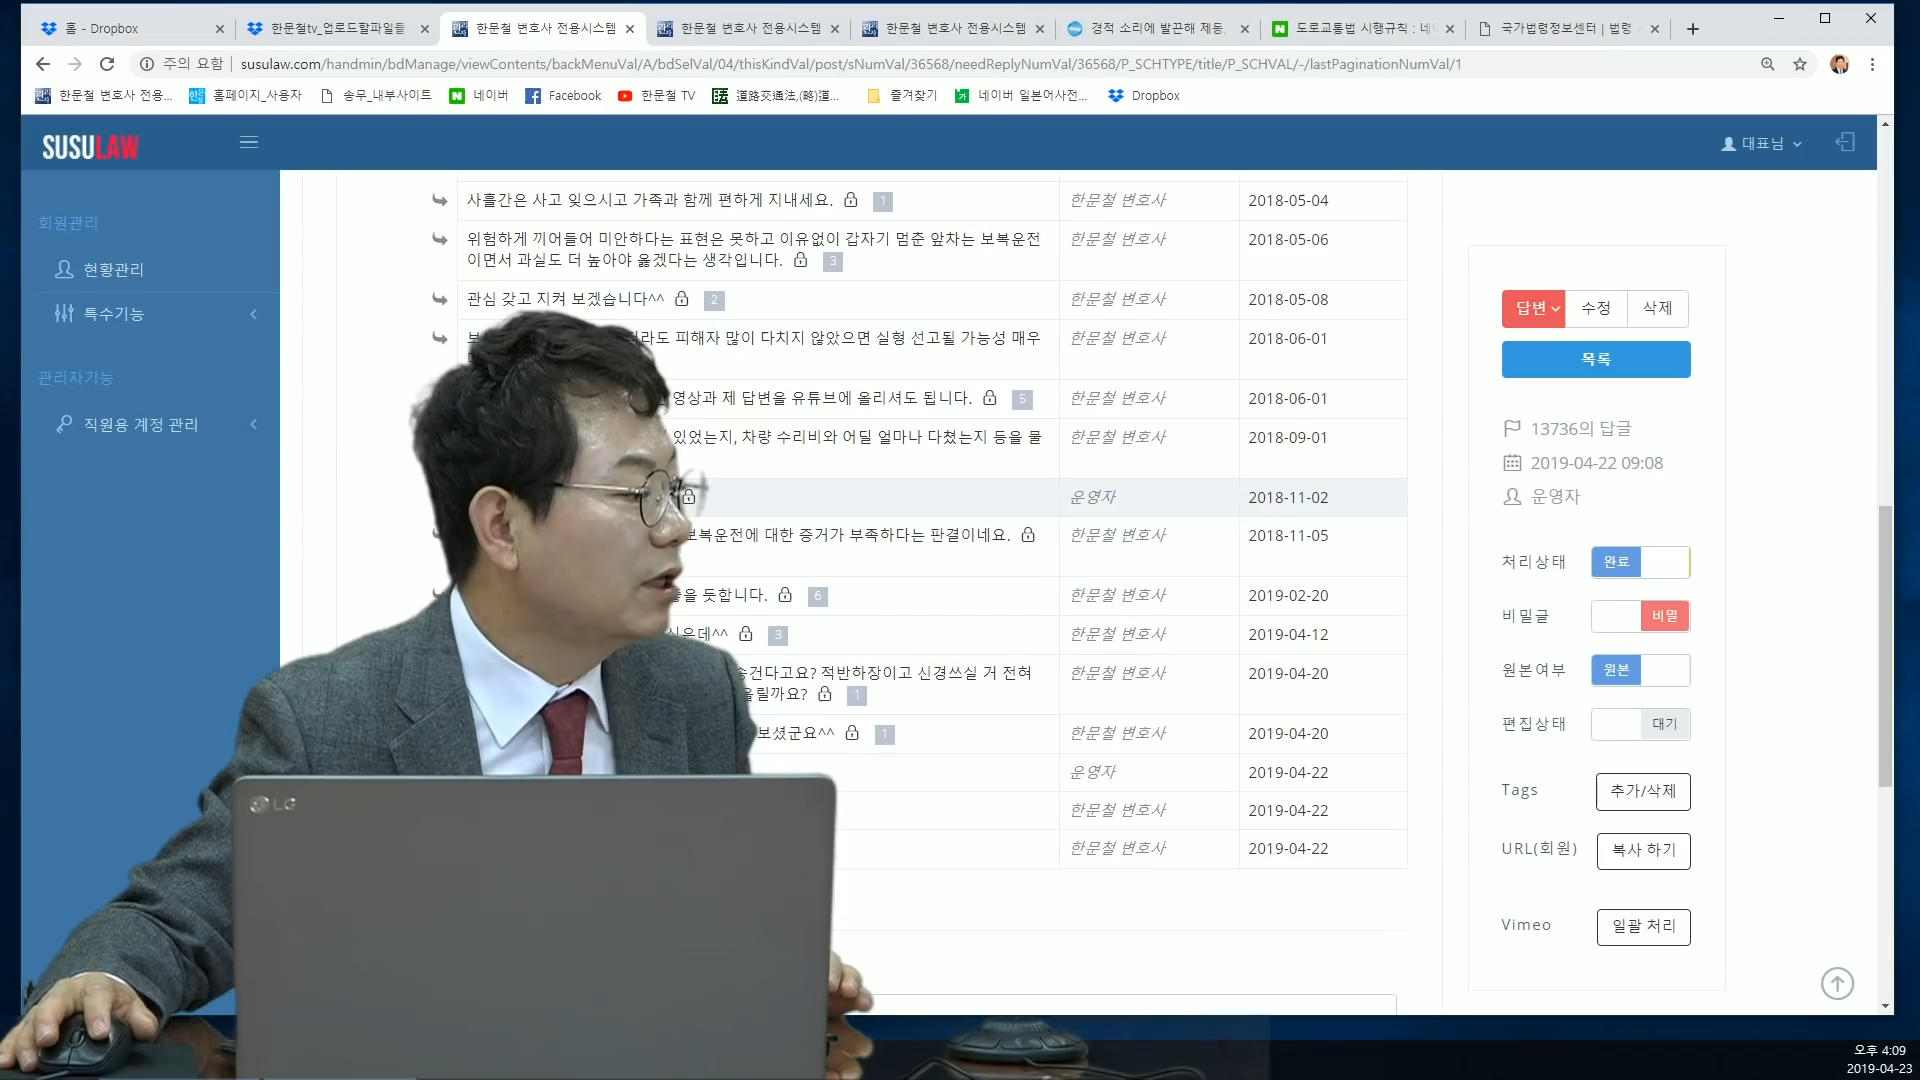 홈 - Dropbox
한문철tv_업로드할파일들
한문철 변호사 전용시스템
한문철 변호사 전용시스템
한문철 변호사 전용시스템
경적 소리에 발끈해 제동,
도로교통법 시행규칙 : 네이
국가법령정보센터 | 법령 >
주의 요함
susulaw.com/handmin/bdManage/viewContents/backMenuVal/A/bdSelVal/04/thisKindVal/post/sNumVal/36568/needReplyNumVal/36568/P_SCHTYPE/title/P_SCHVAL/-/lastPaginationNumVal/1
한문철 변호사 전용...
홈페이지_사용자
송무_내부사이트
네이버
Facebook
한문철 TV
道路交通法,(略)道...
즐겨찾기
네이버 일본어사전...
Dropbox
SUSULAW
대표님
회원관리
현황관리
특수기능
관리자기능
직원용 계정 관리
사흘간은 사고 잊으시고 가족과 함께 편하게 지내세요. 1 한문철 변호사 2018-05-04
위험하게 끼어들어 미안하다는 표현은 못하고 이유없이 갑자기 멈춘 앞차는 보복운전 한문철 변호사 2018-05-06
이면서 과실도 더 높아야 옳겠다는 생각입니다. 3
관심 갖고 지켜 보겠습니다^^ 2 한문철 변호사 2018-05-08
라도 피해자 많이 다치지 않았으면 실형 선고될 가능성 매우 한문철 변호사 2018-06-01
영상과 제 답변을 유튜브에 올리셔도 됩니다. 5 한문철 변호사 2018-06-01
있었는지, 차량 수리비와 어딜 얼마나 다쳤는지 등을 물 한문철 변호사 2018-09-01
운영자 2018-11-02
보복운전에 대한 증거가 부족하다는 판결이네요. 한문철 변호사 2018-11-05
듯합니다. 6 한문철 변호사 2019-02-20
싶은데^^ 3 한문철 변호사 2019-04-12
송건다고요? 적반하장이고 신경쓰실 거 전혀 한문철 변호사 2019-04-20
올릴까요? 1
보셨군요^^ 1 한문철 변호사 2019-04-20
운영자 2019-04-22
한문철 변호사 2019-04-22
한문철 변호사 2019-04-22
답변 수정 삭제
목록
13736의 답글
2019-04-22 09:08
운영자
처리상태 완료
비밀글 비밀
원본여부 원본
편집상태 대기
Tags 추가/삭제
URL(회원) 복사 하기
Vimeo 일괄 처리
LG
오후 4:09
2019-04-23